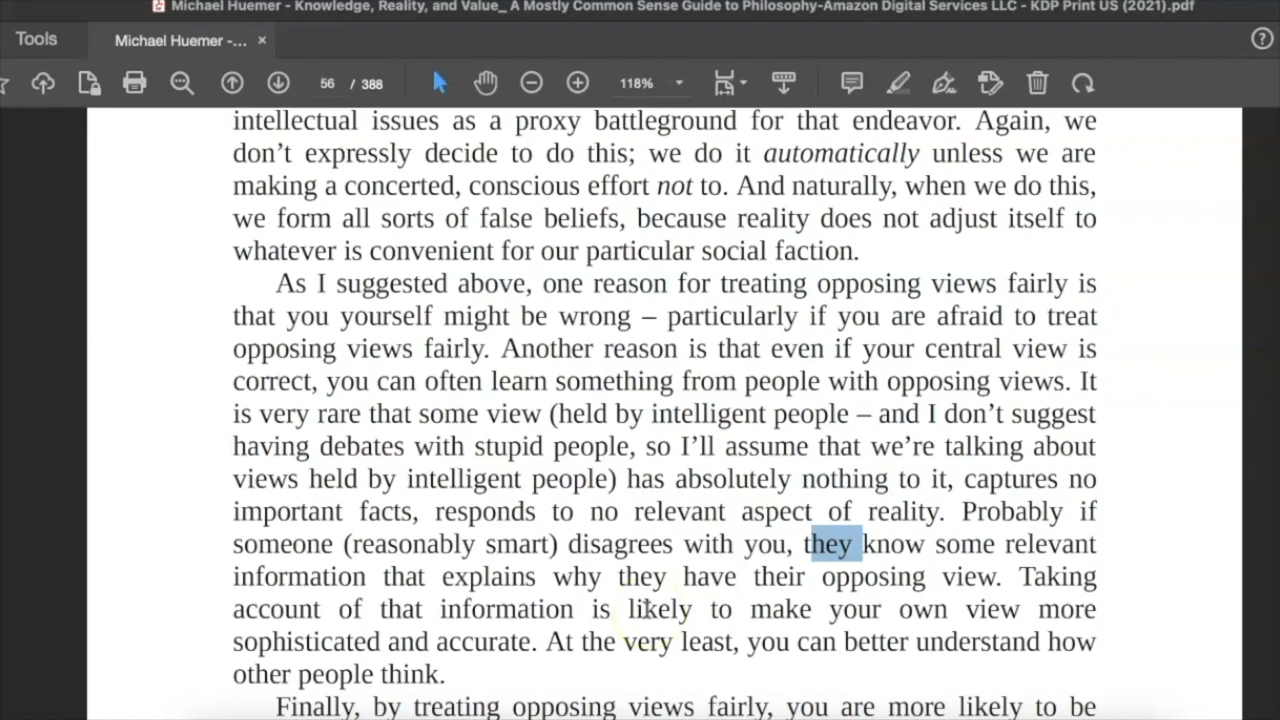 Michael Huemer - Knowledge, Reality, and Value_ A Mostly Common Sense Guide to Philosophy-Amazon Digital Services LLC - KDP Print US (2021).pdf
Tools
Michael Huemer -... ×
?
56 / 388
118%
intellectual issues as a proxy battleground for that endeavor. Again, we
don’t expressly decide to do this; we do it automatically unless we are
making a concerted, conscious effort not to. And naturally, when we do this,
we form all sorts of false beliefs, because reality does not adjust itself to
whatever is convenient for our particular social faction.
As I suggested above, one reason for treating opposing views fairly is
that you yourself might be wrong – particularly if you are afraid to treat
opposing views fairly. Another reason is that even if your central view is
correct, you can often learn something from people with opposing views. It
is very rare that some view (held by intelligent people – and I don’t suggest
having debates with stupid people, so I’ll assume that we’re talking about
views held by intelligent people) has absolutely nothing to it, captures no
important facts, responds to no relevant aspect of reality. Probably if
someone (reasonably smart) disagrees with you, they know some relevant
information that explains why they have their opposing view. Taking
account of that information is likely to make your own view more
sophisticated and accurate. At the very least, you can better understand how
other people think.
Finally, by treating opposing views fairly, you are more likely to be